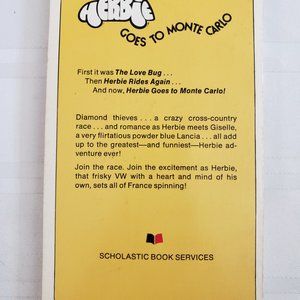 HERBIE
GOES TO MONTE CARLO
First it was The Love Bug . . .
Then Herbie Rides Again . . .
And now, Herbie Goes to Monte Carlo!
Diamond thieves . . . a crazy cross-country
race . . . and romance as Herbie meets Giselle,
a very flirtatious powder blue Lancia . . . all add
up to the greatest—and funniest—Herbie ad-
venture ever!
Join the race. Join the excitement as Herbie,
that frisky VW with a heart and mind of his
own, sets all of France spinning!
SCHOLASTIC BOOK SERVICES